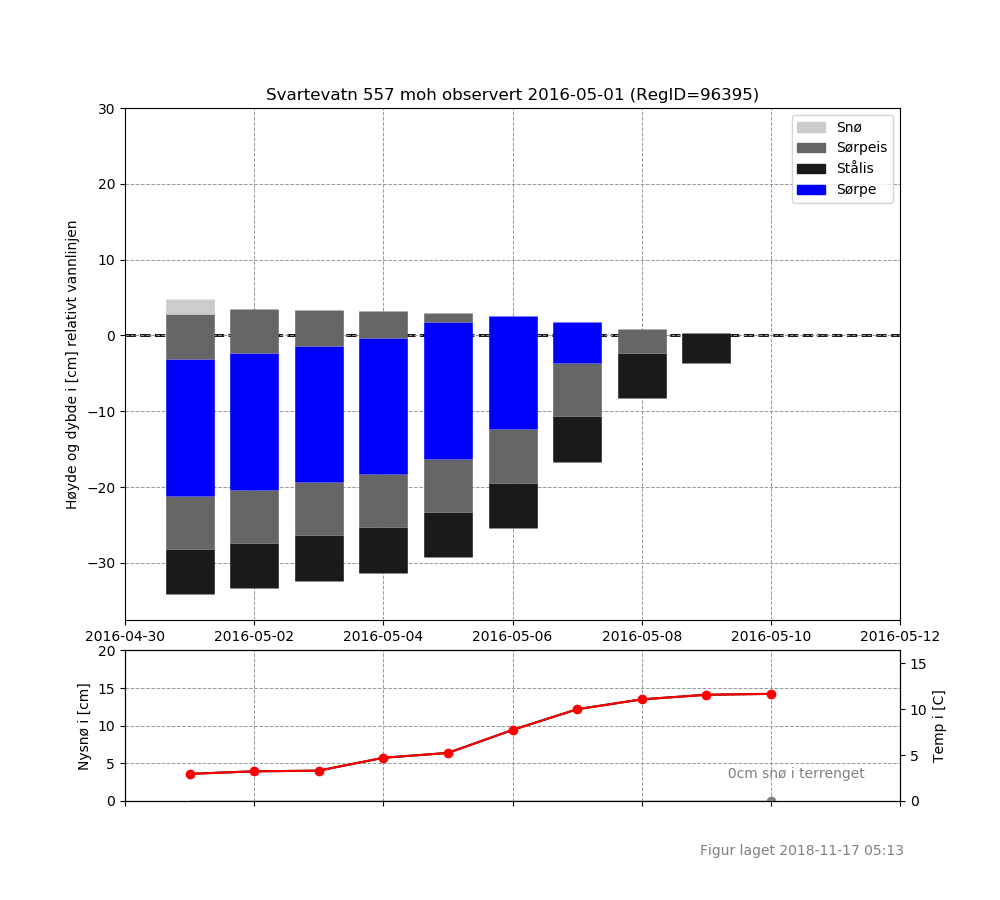 Svartevatn 557 moh observert 2016-05-01 (RegID=96395)
Høyde og dybde i [cm] relativt vannlinjen
30
20
10
0
−10
−20
−30
Snø
Sørpeis
Stålis
Sørpe
2016-04-30 2016-05-02 2016-05-04 2016-05-06 2016-05-08 2016-05-10 2016-05-12
Nysnø i [cm]
20
15
10
5
0
15
10
5
0
Temp i [C]
0cm snø i terrenget
Figur laget 2018-11-17 05:13